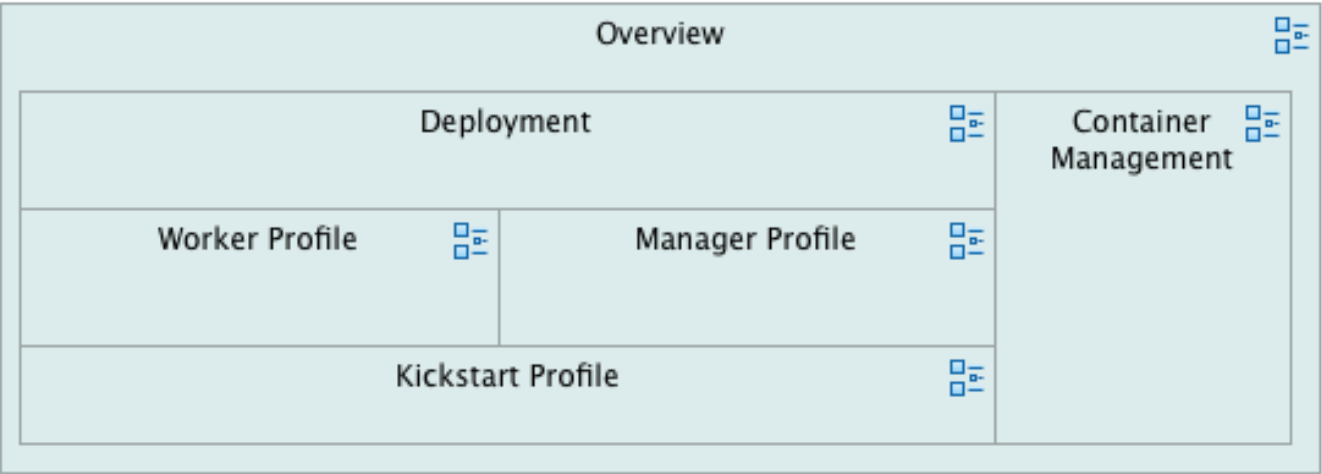 Overview
Deployment
Container
Management
Worker Profile
Manager Profile
Kickstart Profile